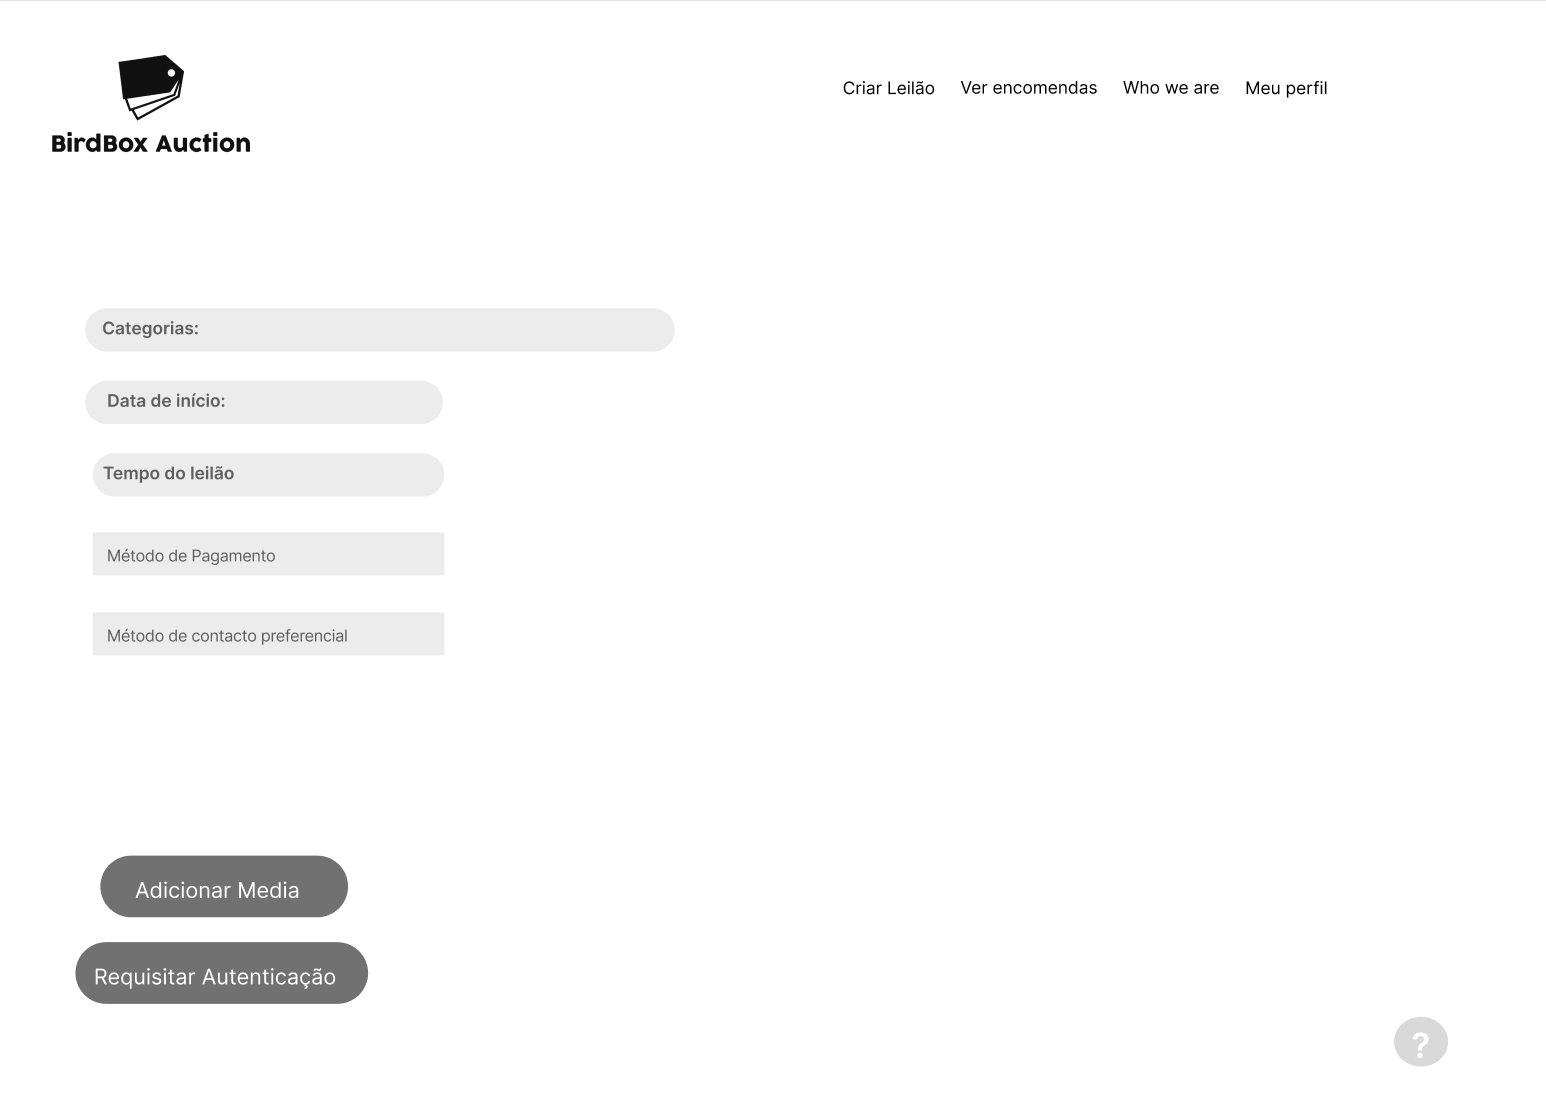 BirdBox Auction
Criar Leilão Ver encomendas Who we are Meu perfil
Categorias:
Data de início:
Tempo do leilão
Método de Pagamento
Método de contacto preferencial
Adicionar Media
Requisitar Autenticação
?